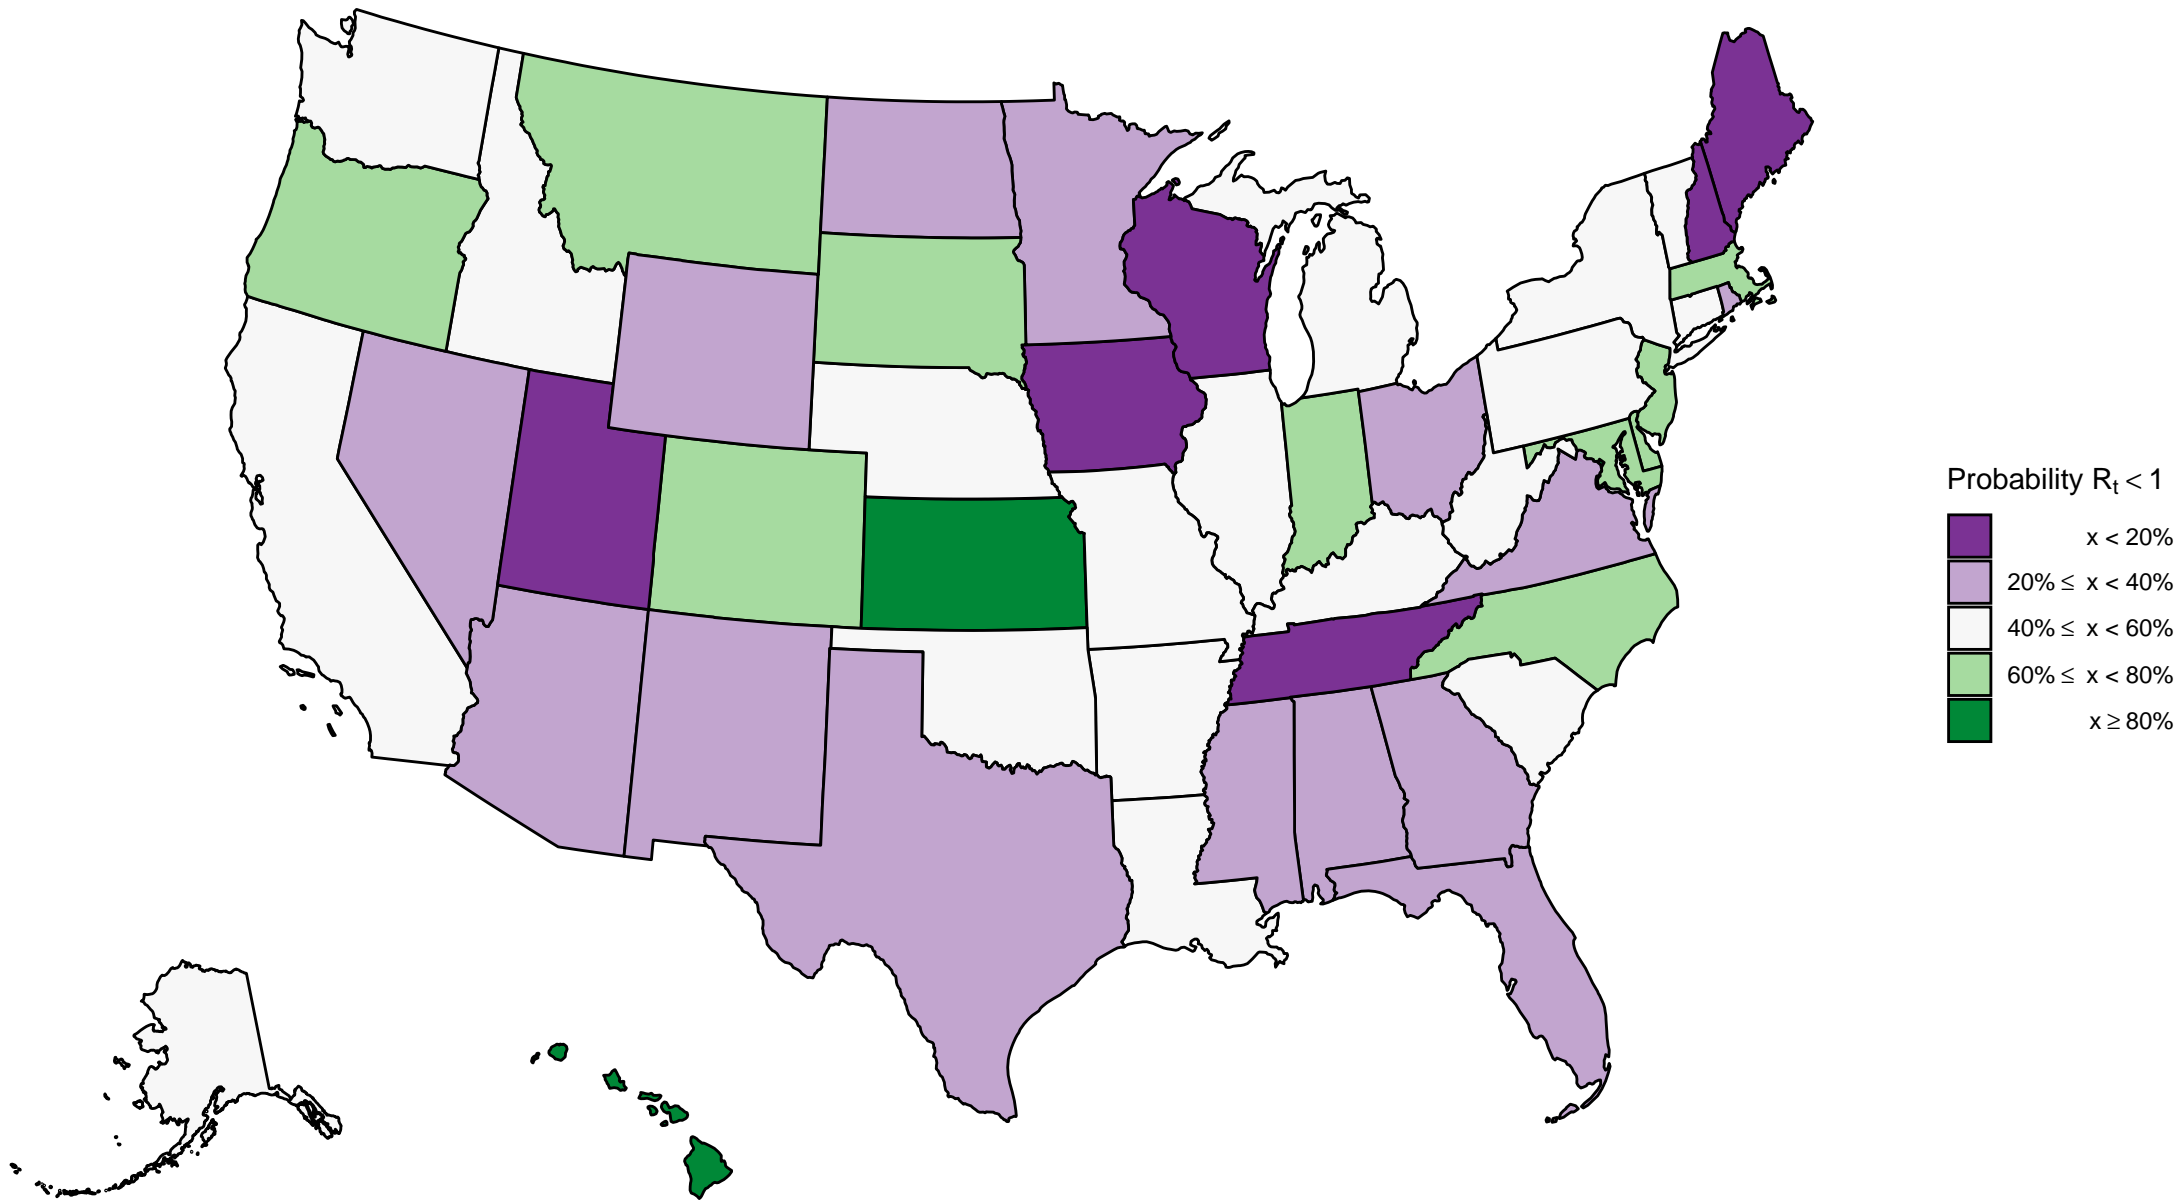 Probability Rₜ < 1
x < 20%
20% ≤ x < 40%
40% ≤ x < 60%
60% ≤ x < 80%
x ≥ 80%